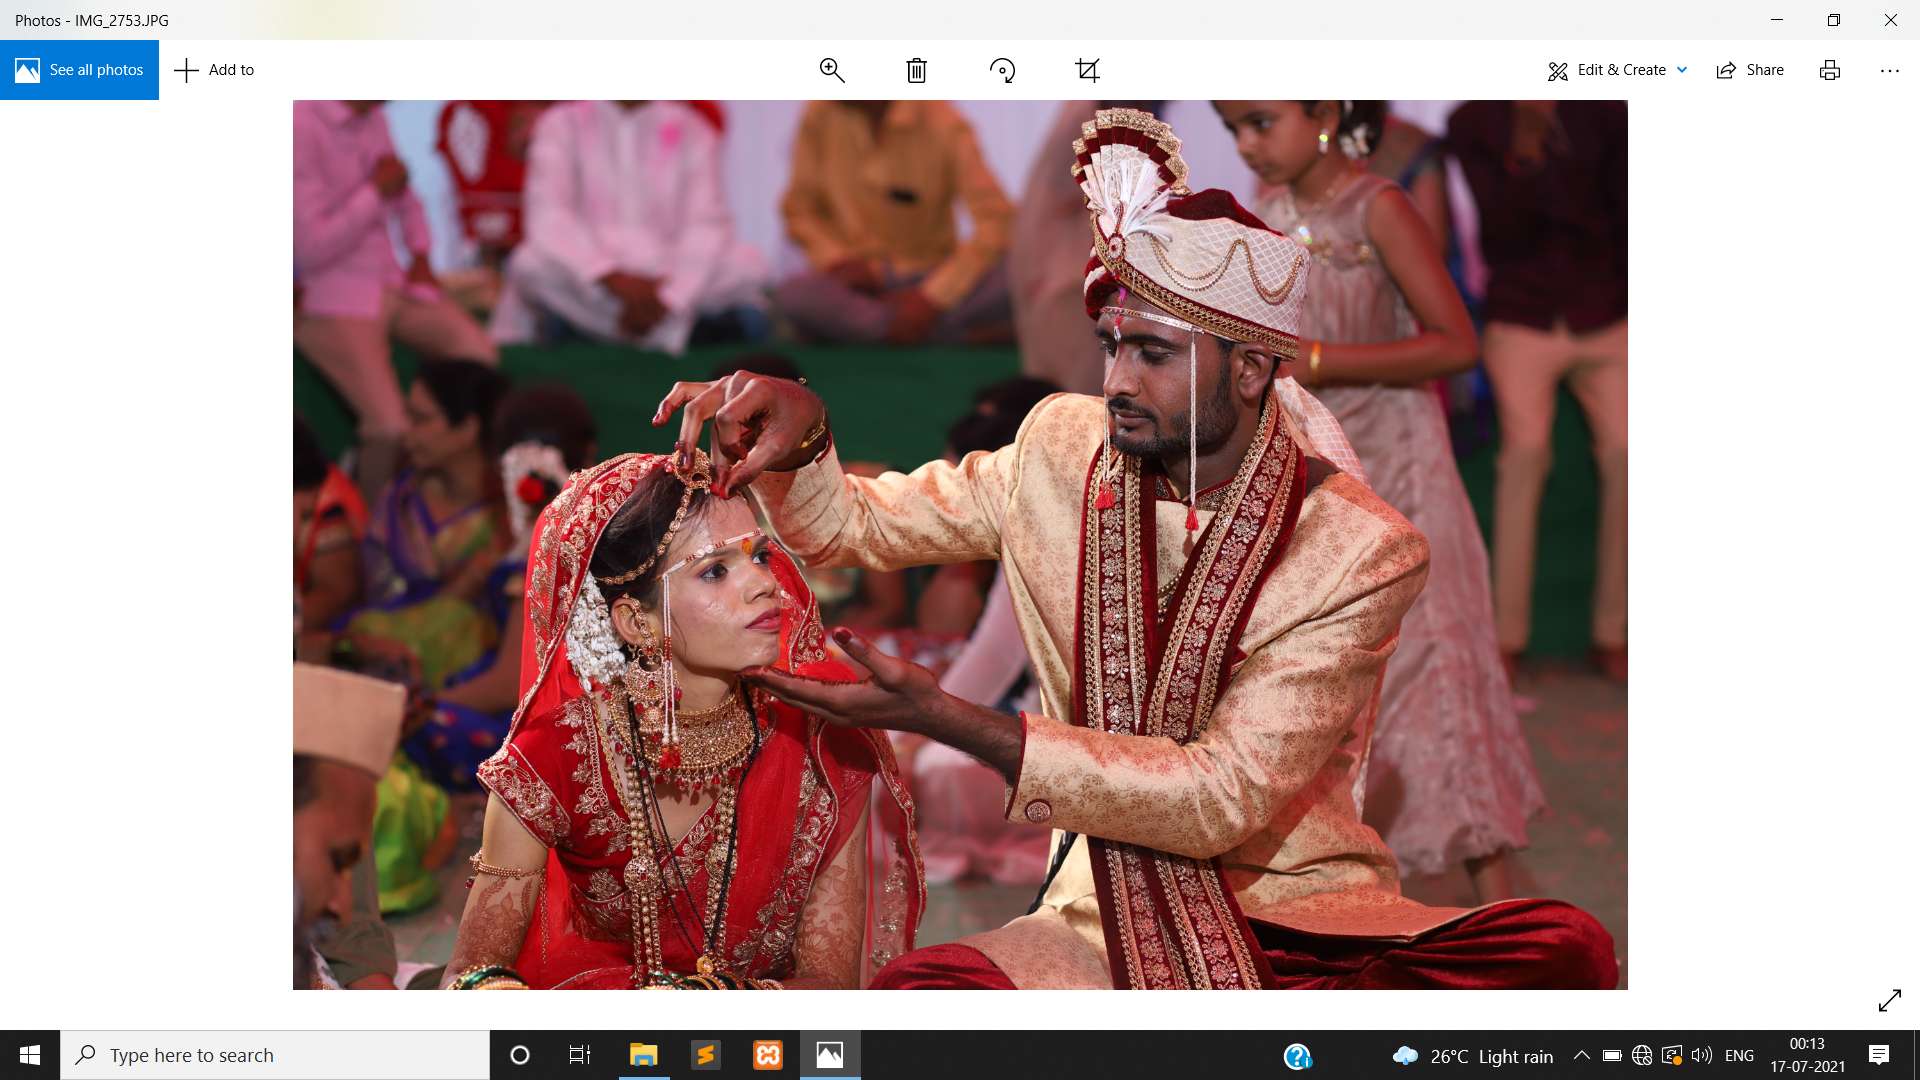 Photos - IMG_2753.JPG
See all photos
Add to
Edit & Create
Share
Type here to search
26°C Light rain
ENG
00:13
17-07-2021